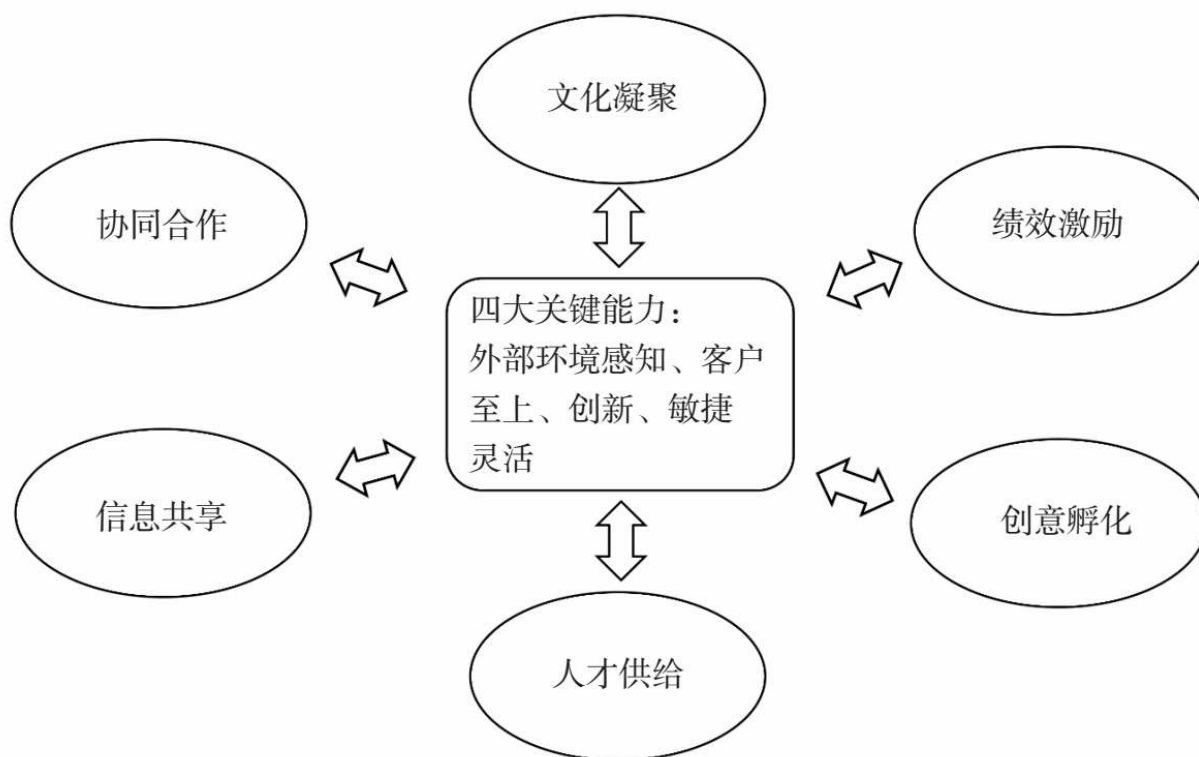 文化凝聚
协同合作
绩效激励
四大关键能力：
外部环境感知、客户
至上、创新、敏捷
灵活
信息共享
创意孵化
人才供给